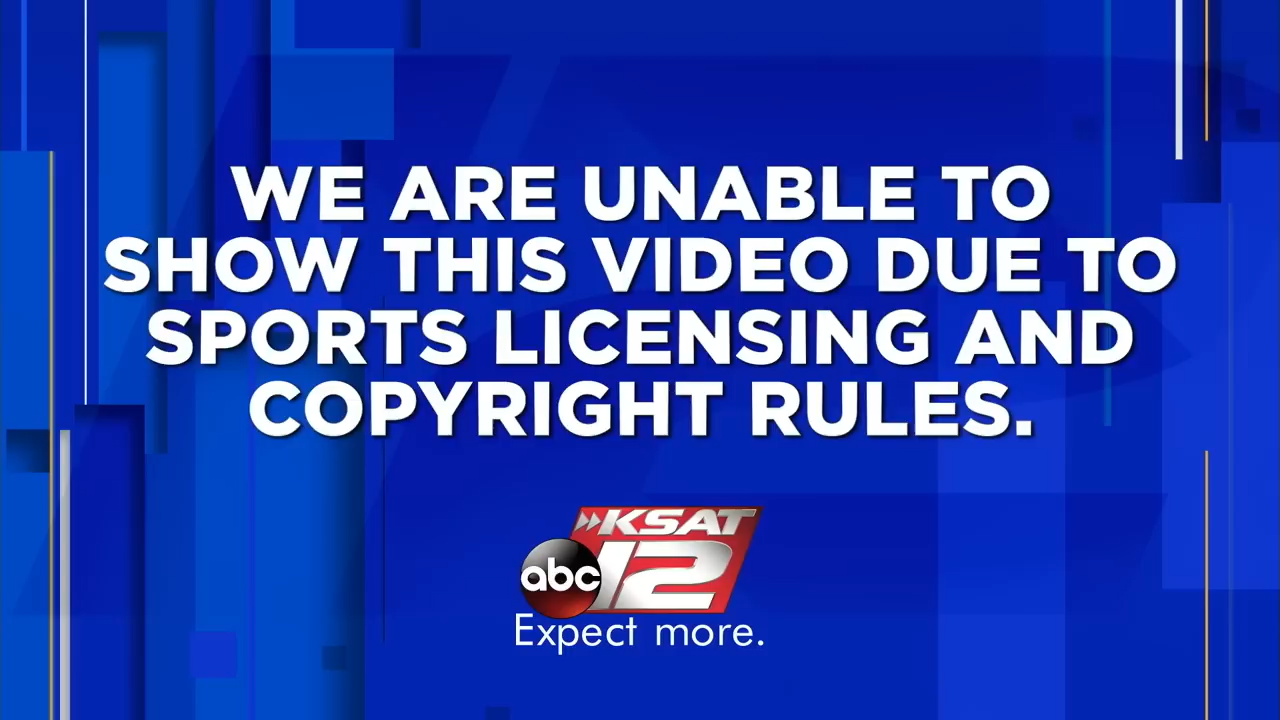 WE ARE UNABLE TO
SHOW THIS VIDEO DUE TO
SPORTS LICENSING AND
COPYRIGHT RULES.
KSAT
abc 12
Expect more.